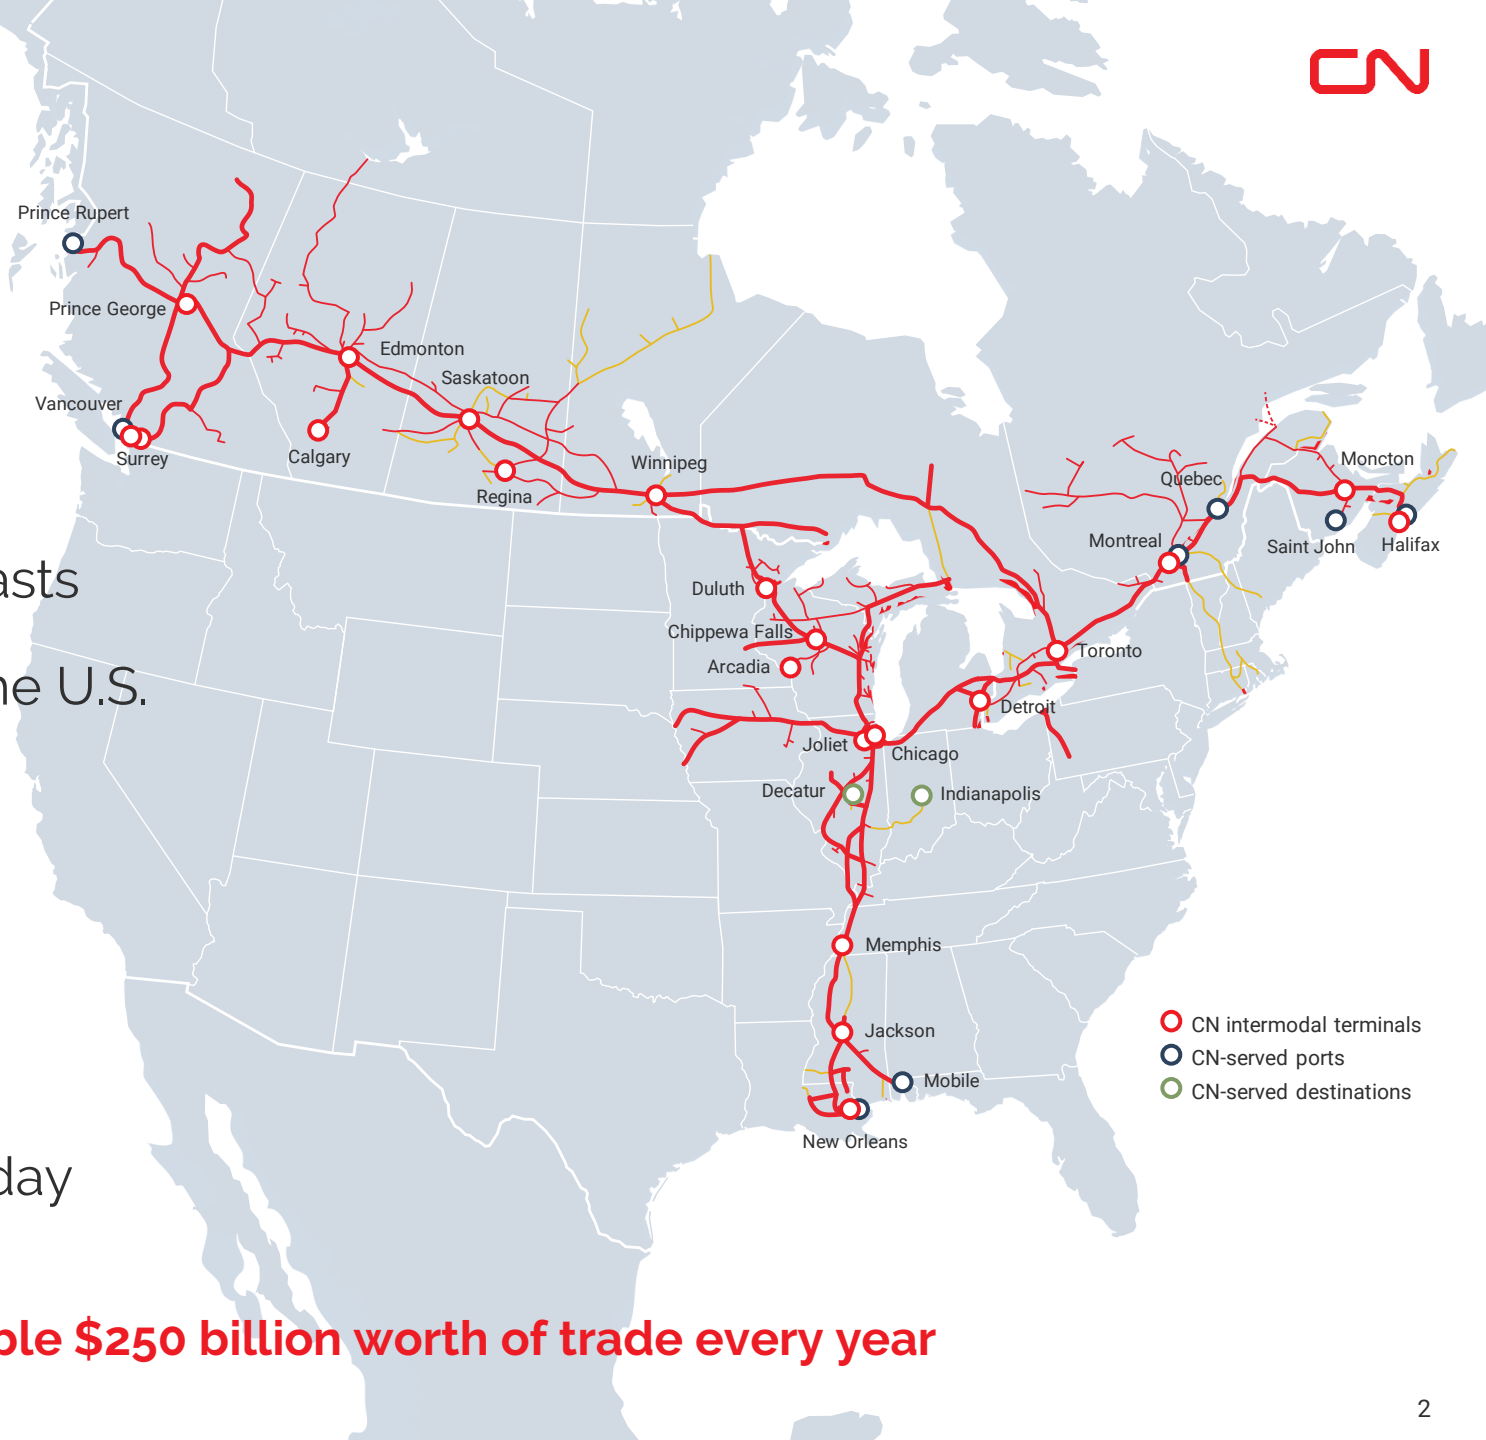 CN
Prince Rupert
Prince George
Edmonton
Saskatoon
Vancouver
Surrey
Calgary
Regina
Winnipeg
Quebec
Moncton
Montreal
Saint John
Halifax
Duluth
Chippewa Falls
Arcadia
Toronto
Detroit
Joliet
Chicago
Decatur
Indianapolis
Memphis
Jackson
Mobile
New Orleans
CN intermodal terminals
CN-served ports
CN-served destinations
asts
ne U.S.
day
ble $250 billion worth of trade every year
2